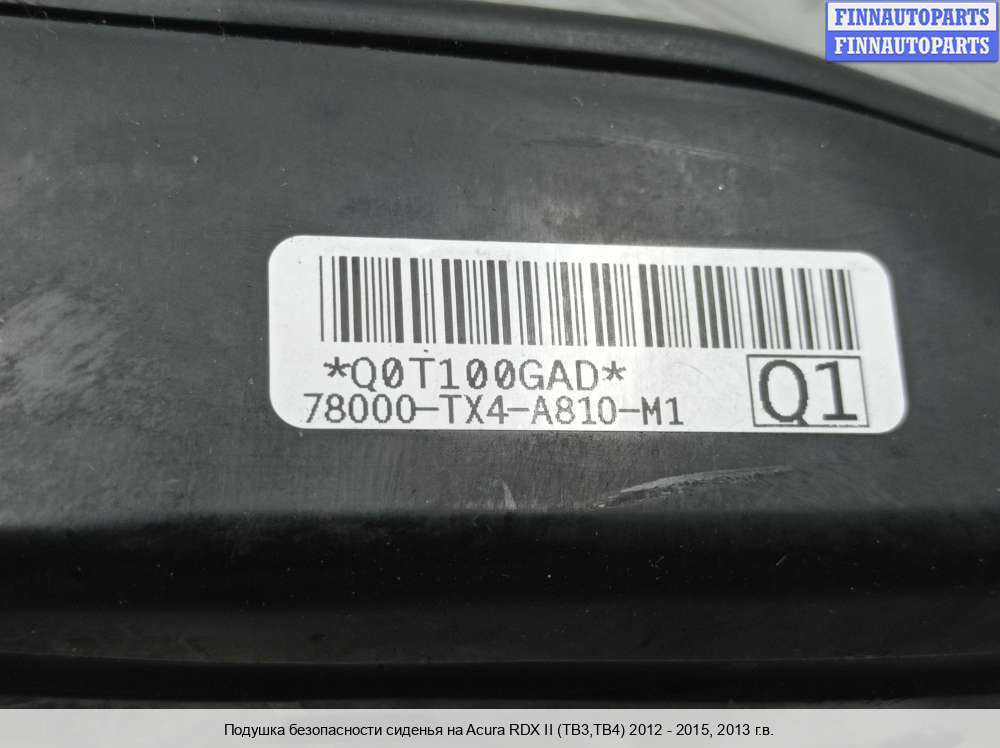 FINNAUTOPARTS
FINNAUTOPARTS
*Q0T100GAD*
78000-TX4-A810-M1
Q1
Подушка безопасности сиденья на Acura RDX II (TB3,TB4) 2012 - 2015, 2013 г.в.